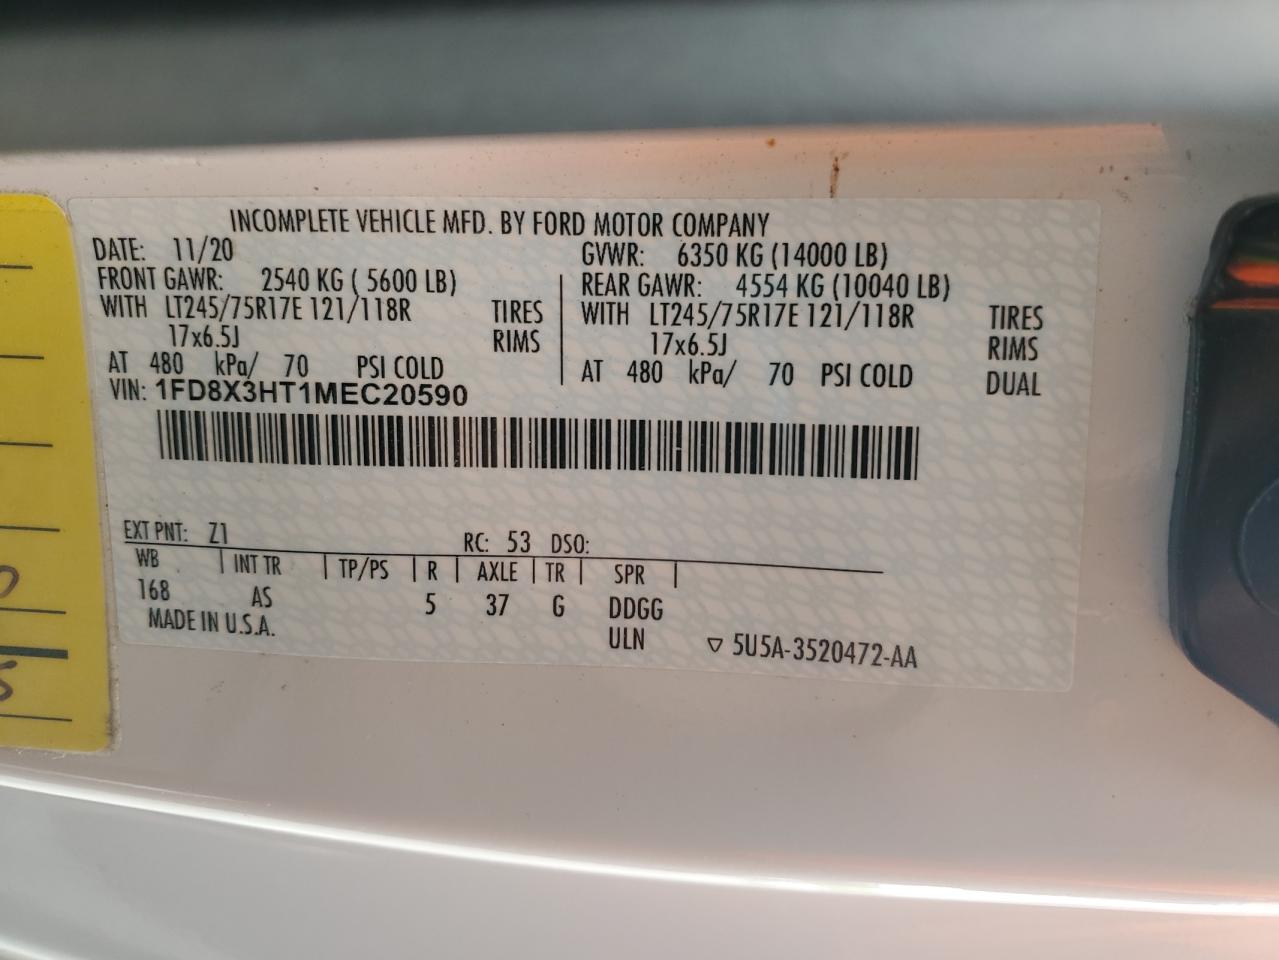 INCOMPLETE VEHICLE MFD. BY FORD MOTOR COMPANY
DATE: 11/20 GVWR: 6350 KG (14000 LB)
FRONT GAWR: 2540 KG ( 5600 LB) REAR GAWR: 4554 KG (10040 LB)
WITH LT245/75R17E 121/118R TIRES WITH LT245/75R17E 121/118R TIRES
17x6.5J RIMS 17x6.5J RIMS
AT 480 kPa/ 70 PSI COLD AT 480 kPa/ 70 PSI COLD DUAL
VIN: 1FD8X3HT1MEC20590
EXT PNT: Z1 RC: 53 DSO:
WB | INT TR | TP/PS | R | AXLE | TR | SPR |
168 AS 5 37 G DDGG
MADE IN U.S.A. ULN ▽ 5U5A-3520472-AA